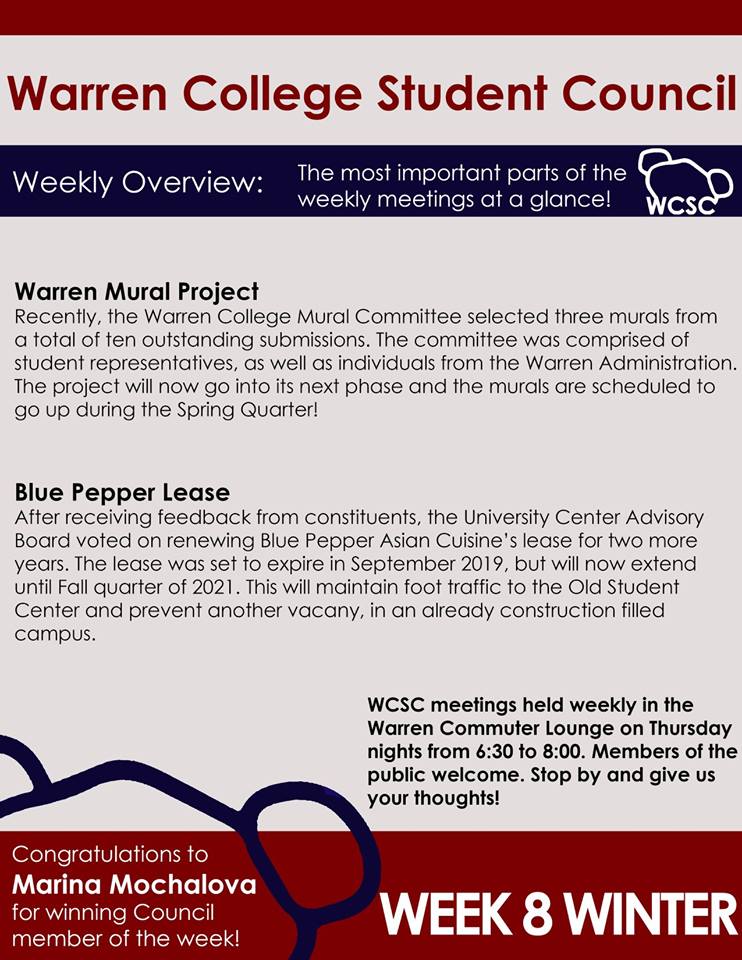 Warren College Student Council
Weekly Overview:
The most important parts of the
weekly meetings at a glance!
WCSC
Warren Mural Project
Recently, the Warren College Mural Committee selected three murals from
a total of ten outstanding submissions. The committee was comprised of
student representatives, as well as individuals from the Warren Administration.
The project will now go into its next phase and the murals are scheduled to
go up during the Spring Quarter!
Blue Pepper Lease
After receiving feedback from constituents, the University Center Advisory
Board voted on renewing Blue Pepper Asian Cuisine's lease for two more
years. The lease was set to expire in September 2019, but will now extend
until Fall quarter of 2021. This will maintain foot traffic to the Old Student
Center and prevent another vacancy, in an already construction filled
campus.
WCSC meetings held weekly in the
Warren Commuter Lounge on Thursday
nights from 6:30 to 8:00. Members of the
public welcome. Stop by and give us
your thoughts!
Congratulations to
Marina Mochalova
for winning Council
member of the week!
WEEK 8 WINTER